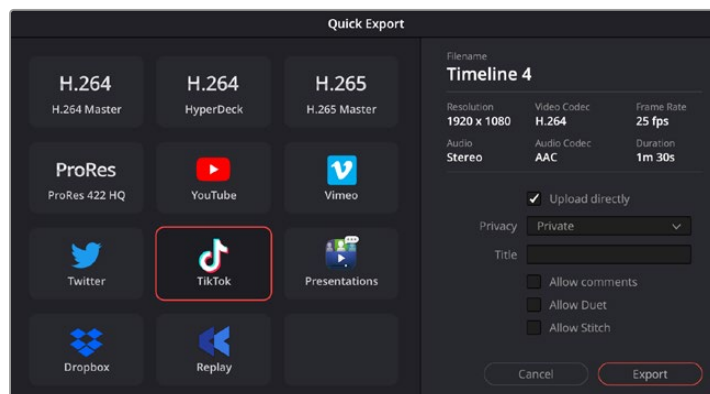 Quick Export
H.264
H.264 Master
H.264
HyperDeck
H.265
H.265 Master
ProRes
ProRes 422 HQ
YouTube
Vimeo
Twitter
TikTok
Presentations
Dropbox
Replay
Filename
Timeline 4
Resolution
1920 x 1080
Video Codec
H.264
Frame Rate
25 fps
Audio
Stereo
Audio Codec
AAC
Duration
1m 30s
Upload directly
Privacy Private
Title
Allow comments
Allow Duet
Allow Stitch
Cancel Export